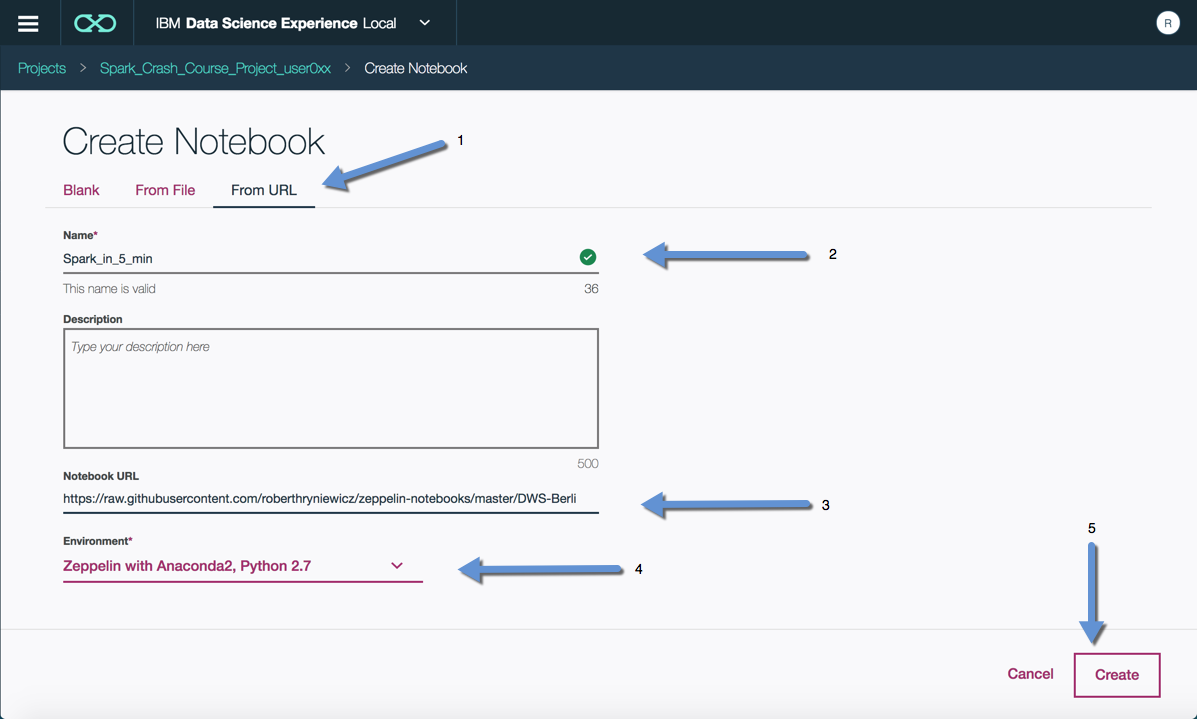 IBM Data Science Experience Local
R
Projects > Spark_Crash_Course_Project_user0xx > Create Notebook
Create Notebook
1
Blank From File From URL
Name*
Spark_in_5_min
2
This name is valid 36
Description
Type your description here
500
Notebook URL
https://raw.githubusercontent.com/roberthryniewicz/zeppelin-notebooks/master/DWS-Berli
3
5
Environment*
Zeppelin with Anaconda2, Python 2.7
4
Cancel Create